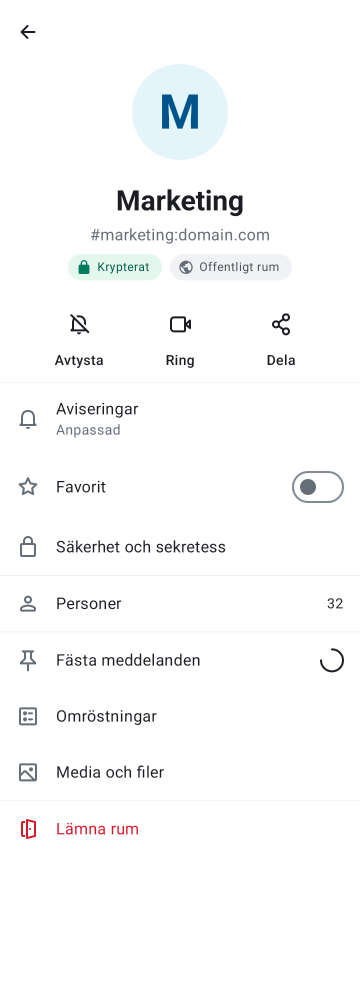 M
Marketing
#marketing:domain.com
Krypterat
Offentligt rum
Avtysta
Ring
Dela
Aviseringar
Anpassad
Favorit
Säkerhet och sekretess
Personer
32
Fästa meddelanden
Omröstningar
Media och filer
Lämna rum